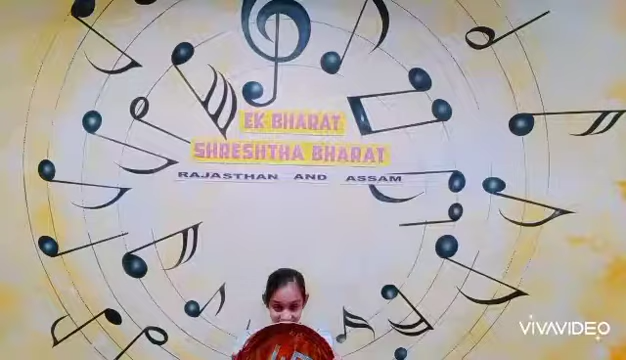 EK BHARAT
SHRESHTHA BHARAT
RAJASTHAN AND ASSAM
VIVAVIDEO